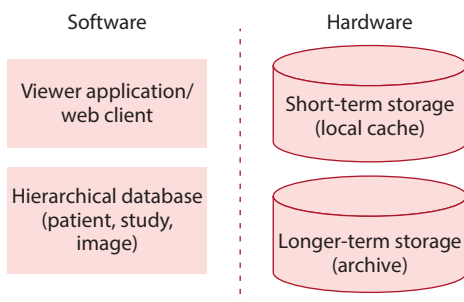 Software
Viewer application/
web client
Hierarchical database
(patient, study,
image)
Hardware
Short-term storage
(local cache)
Longer-term storage
(archive)